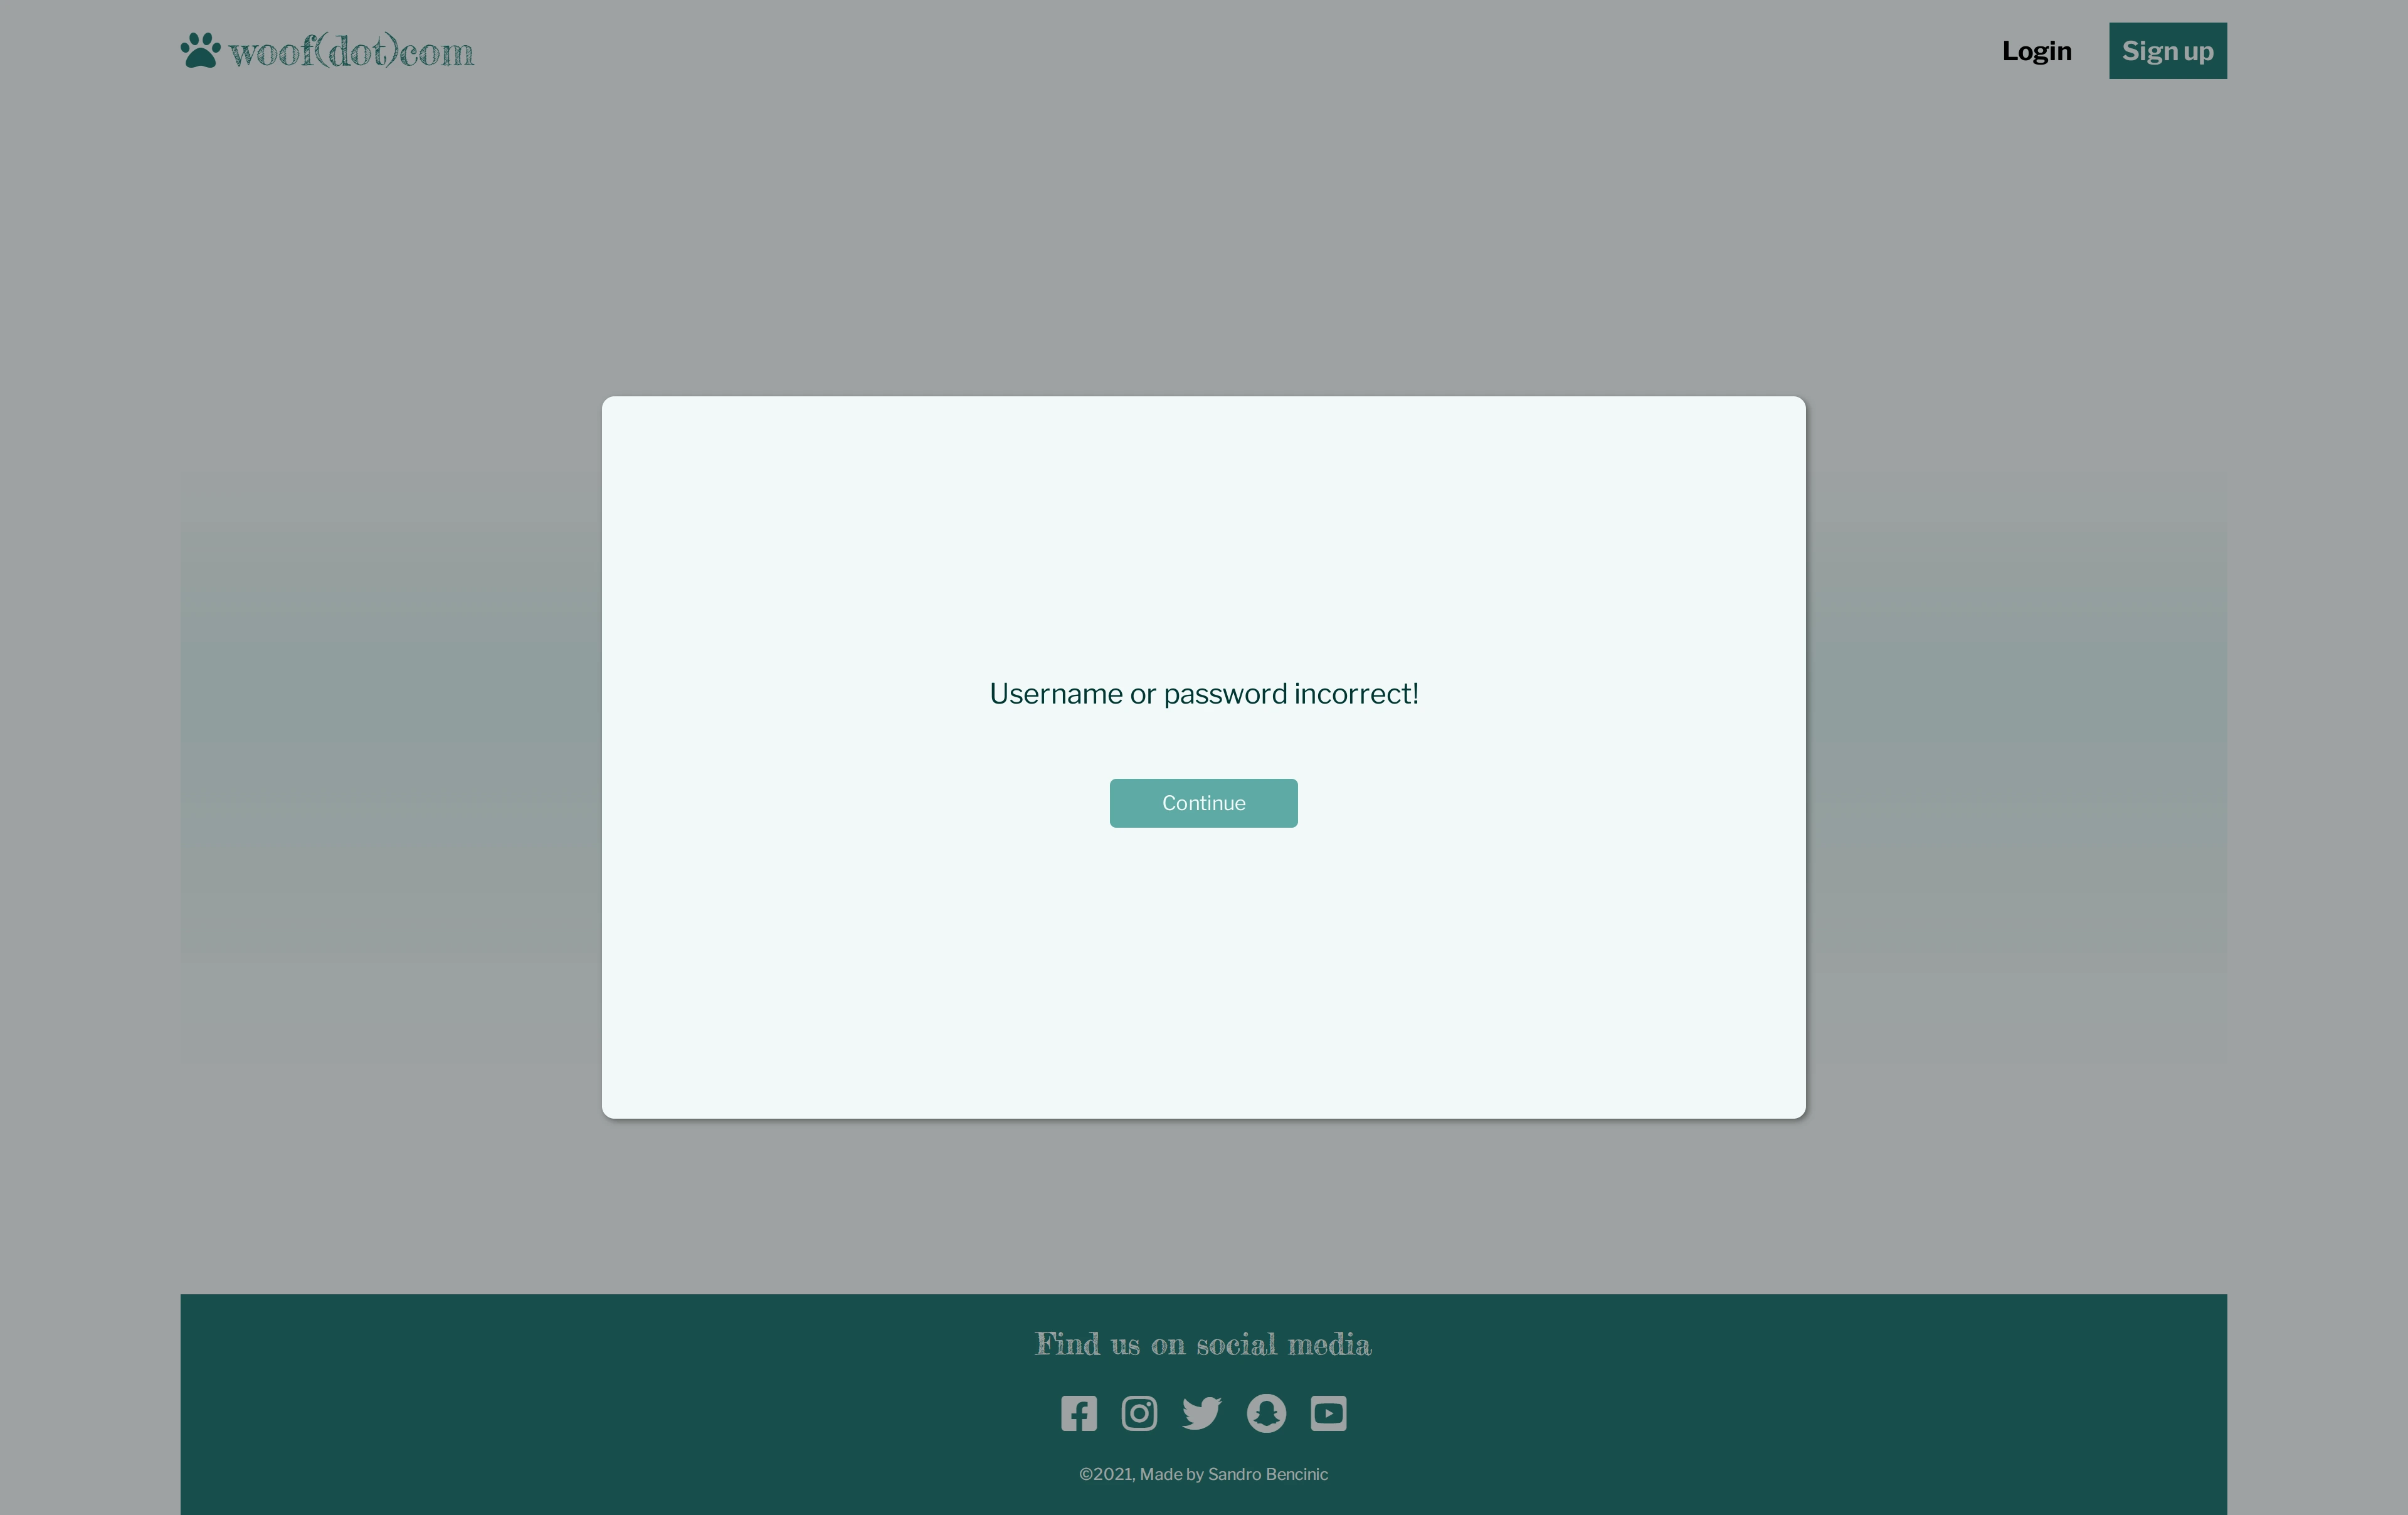 woof(dot)com
Login
Sign up
Username or password incorrect!
Continue
Find us on social media
©2021, Made by Sandro Bencinic